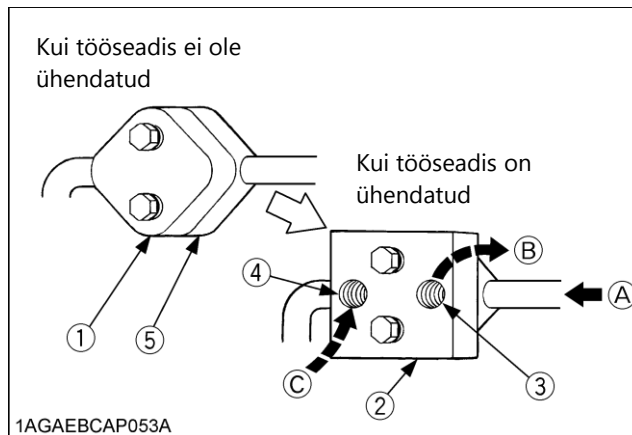 Kui tööseadis ei ole
ühendatud
Kui tööseadis on
ühendatud
B
4
A
1
5
C
3
2
1AGAEBCAP053A